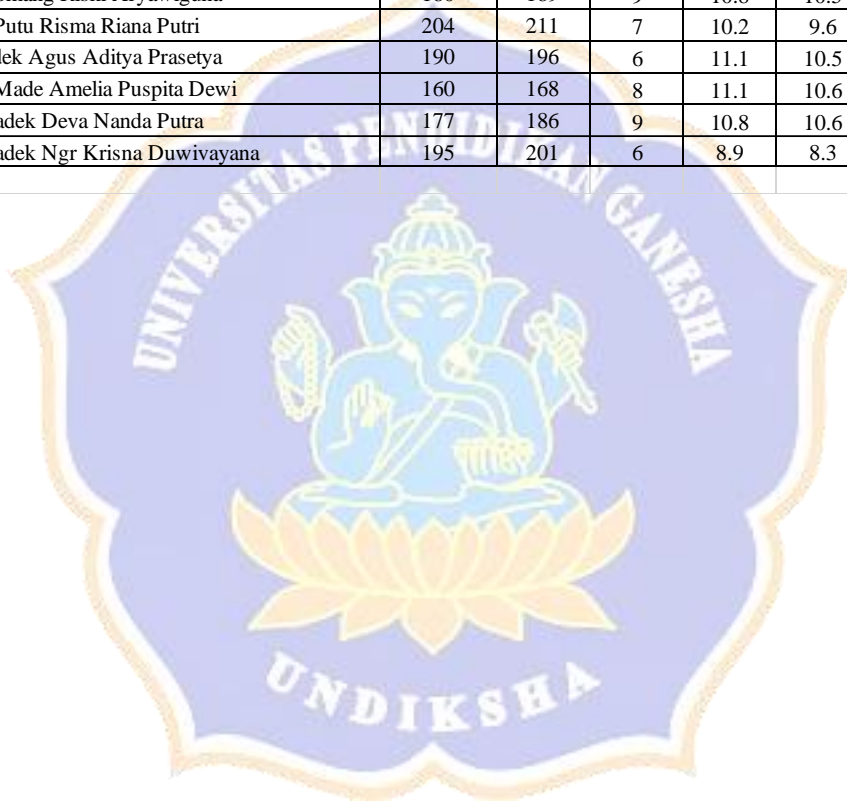 Putu Risma Riana Putri 204 211 7 10.2 9.6
dek Agus Aditya Prasetya 190 196 6 11.1 10.5
Made Amelia Puspita Dewi 160 168 8 11.1 10.6
adek Deva Nanda Putra 177 186 9 10.8 10.6
adek Ngr Krisna Duwivayana 195 201 6 8.9 8.3
UNIVERSITAS PENDIDIKAN GANESHA
UNDIKSHA